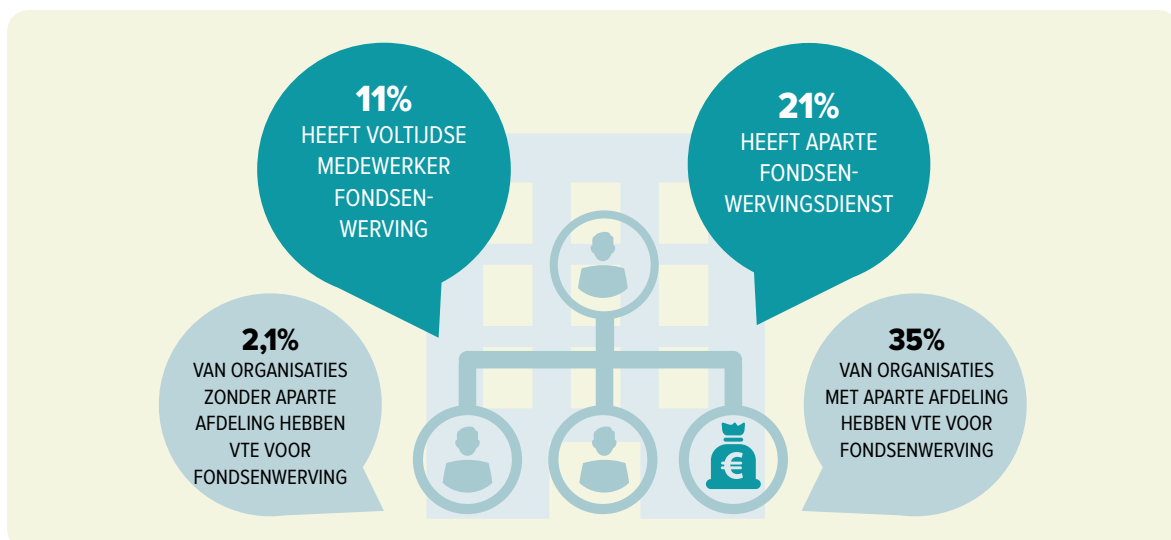 11%
HEEFT VOLTIJDSE
MEDEWERKER
FONDSEN-
WERVING
21%
HEEFT APARTE
FONDSEN-
WERVINGSDIENST
2,1%
VAN ORGANISATIES
ZONDER APARTE
AFDELING HEBBEN
VTE VOOR
FONDSENWERVING
35%
VAN ORGANISATIES
MET APARTE AFDELING
HEBBEN VTE VOOR
FONDSENWERVING
€